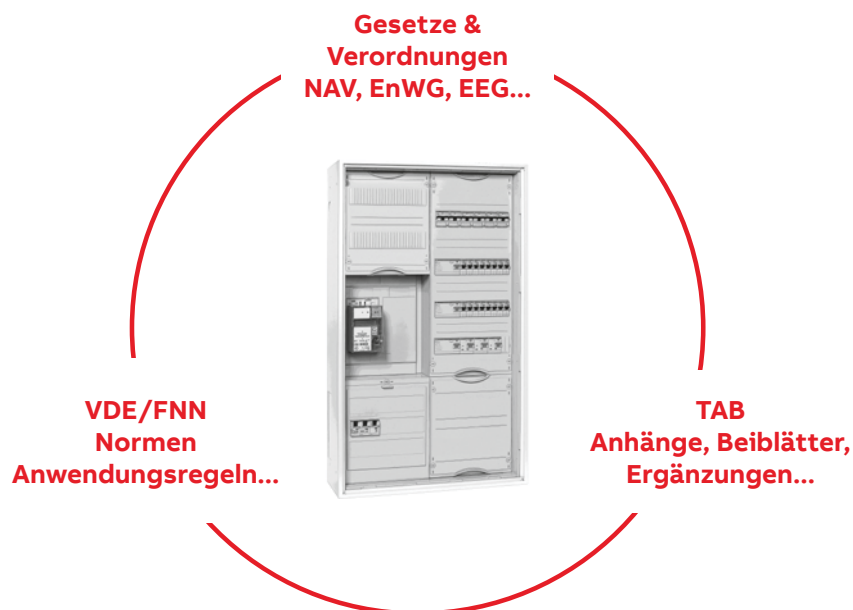 Gesetze &
Verordnungen
NAV, EnWG, EEG...
VDE/FNN
Normen
Anwendungsregeln...
TAB
Anhänge, Beiblätter,
Ergänzungen...